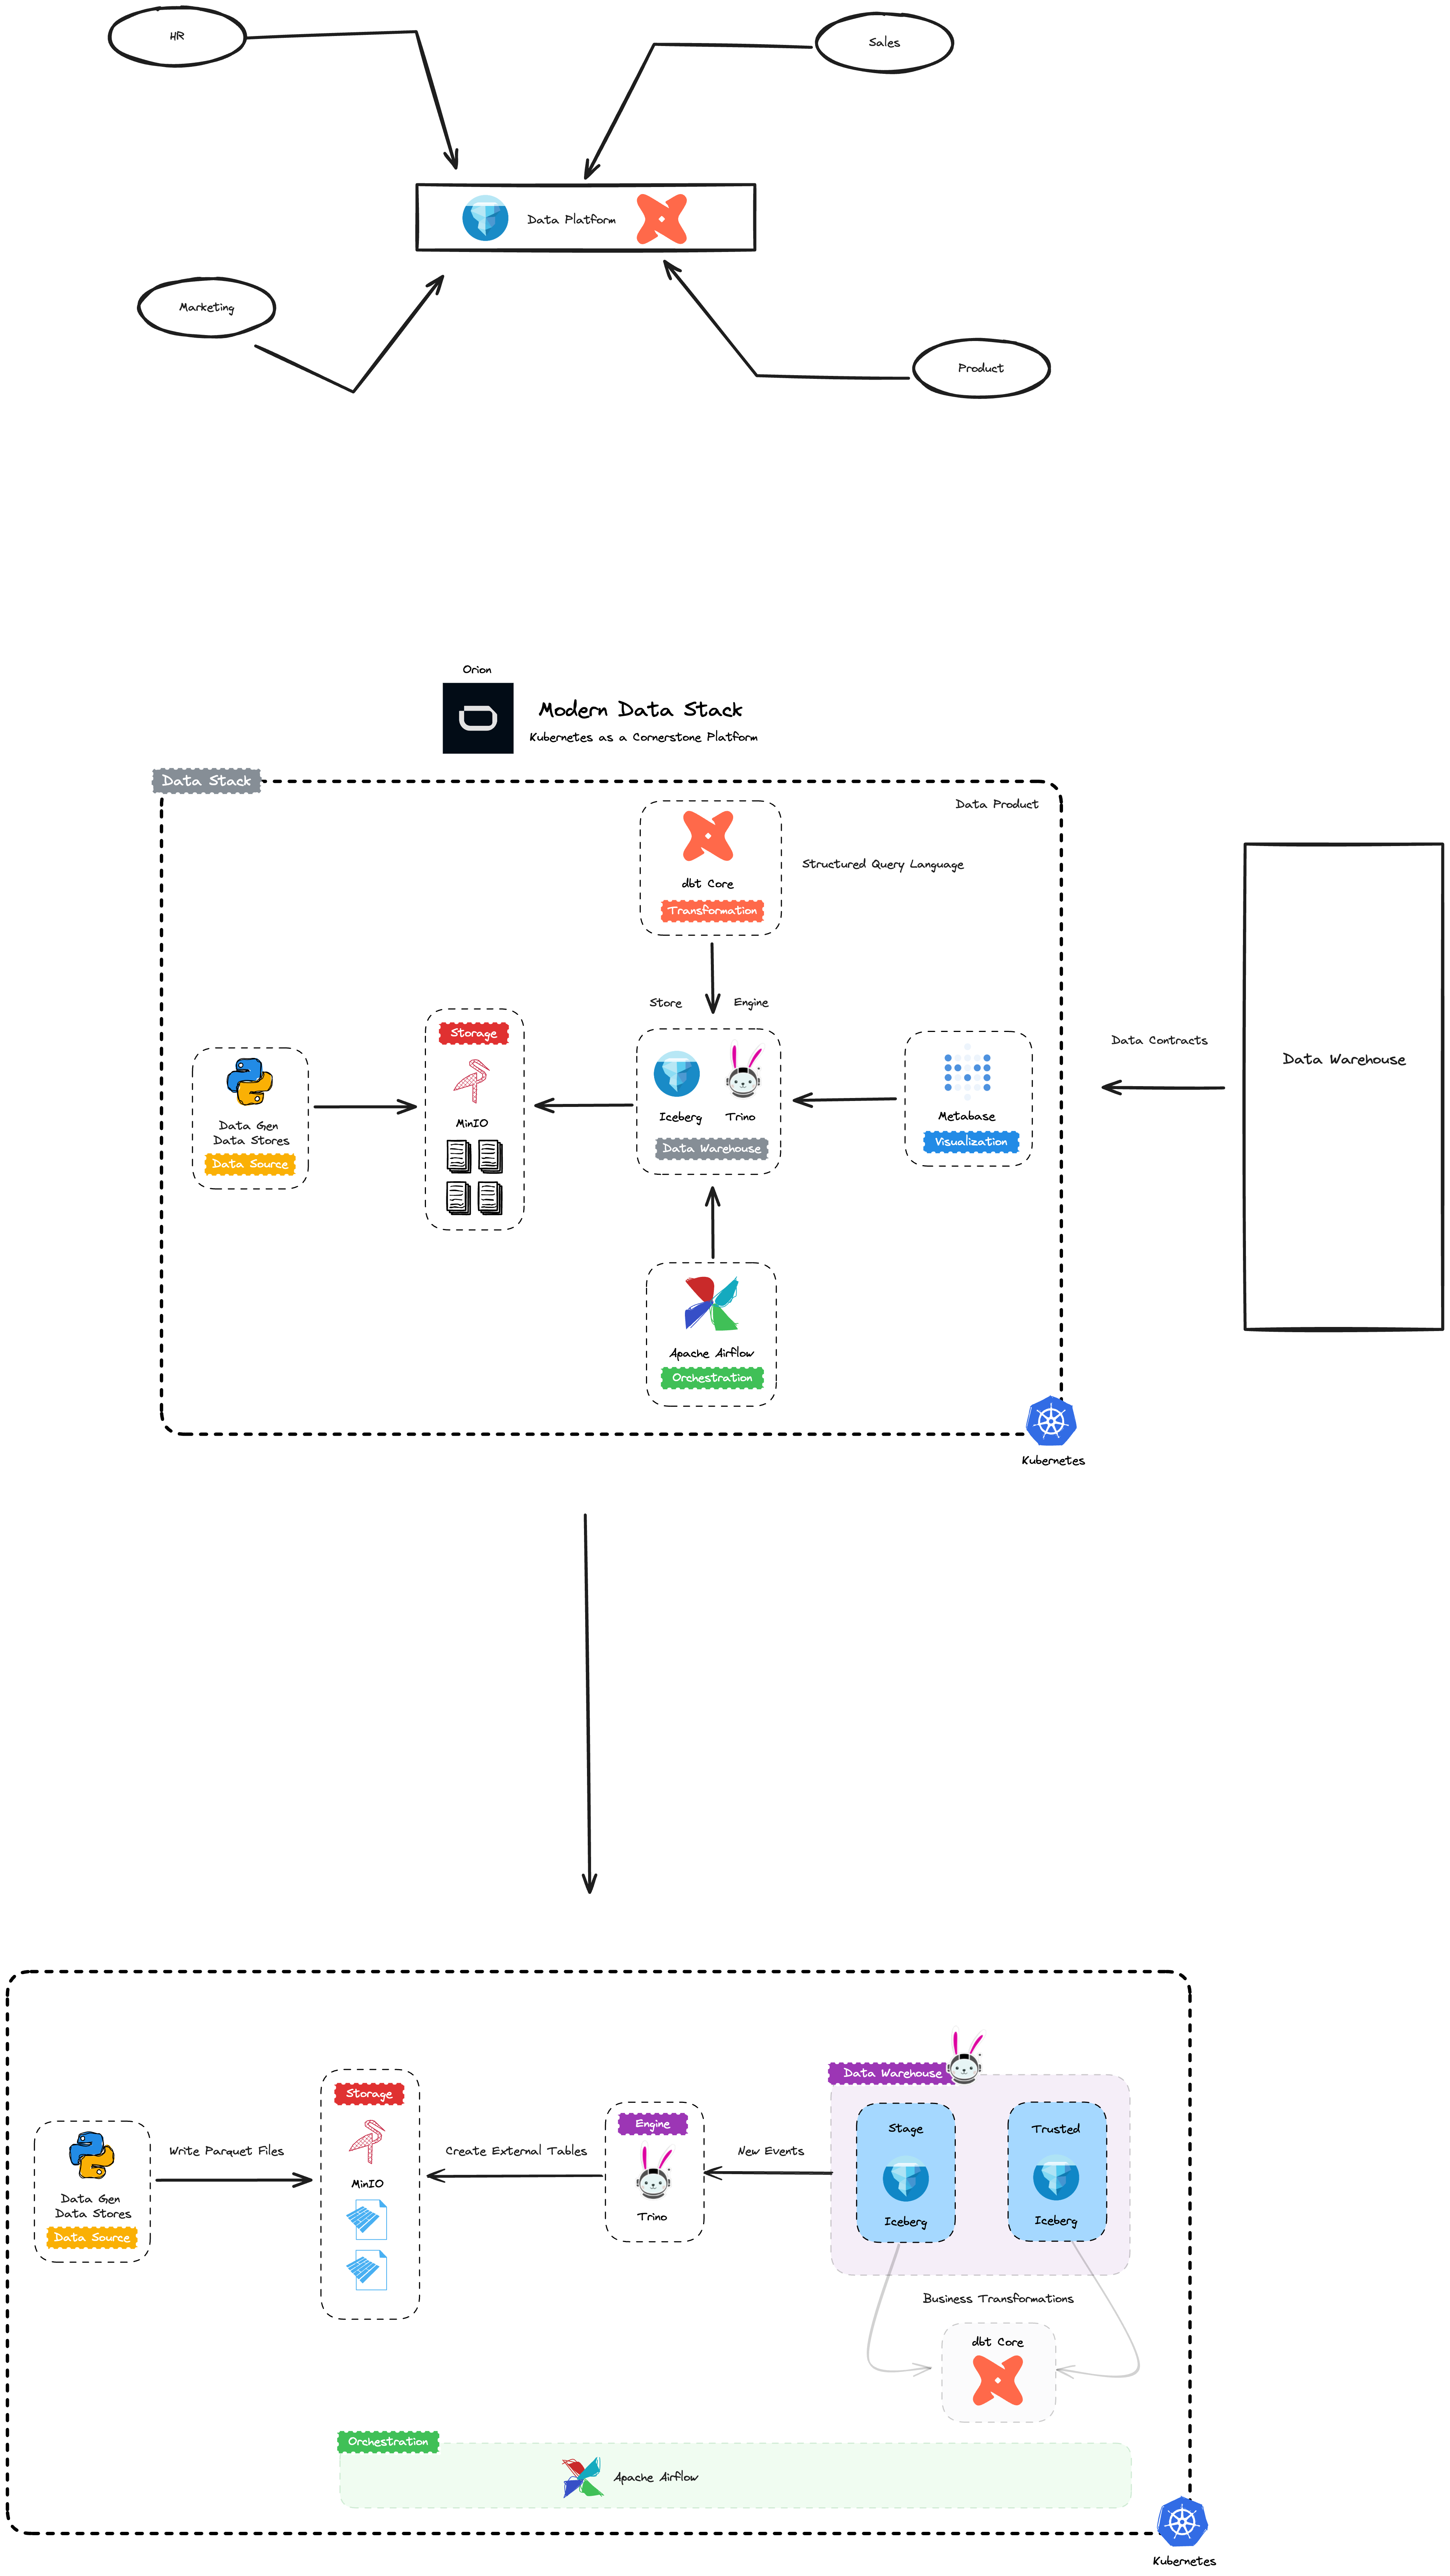 HR
Sales
Data Platform
Marketing
Product
Orion
Modern Data Stack
Kubernetes as a Cornerstone Platform
Data Stack
Data Product
dbt Core
Transformation
Structured Query Language
Store
Engine
Data Gen
Data Stores
Data Source
Storage
MinIO
Iceberg
Trino
Data Warehouse
Metabase
Visualization
Data Contracts
Data Warehouse
Apache Airflow
Orchestration
Kubernetes
Data Gen
Data Stores
Data Source
Write Parquet Files
Storage
MinIO
Create External Tables
Engine
Trino
New Events
Data Warehouse
Stage
Iceberg
Trusted
Iceberg
Business Transformations
dbt Core
Orchestration
Apache Airflow
Kubernetes